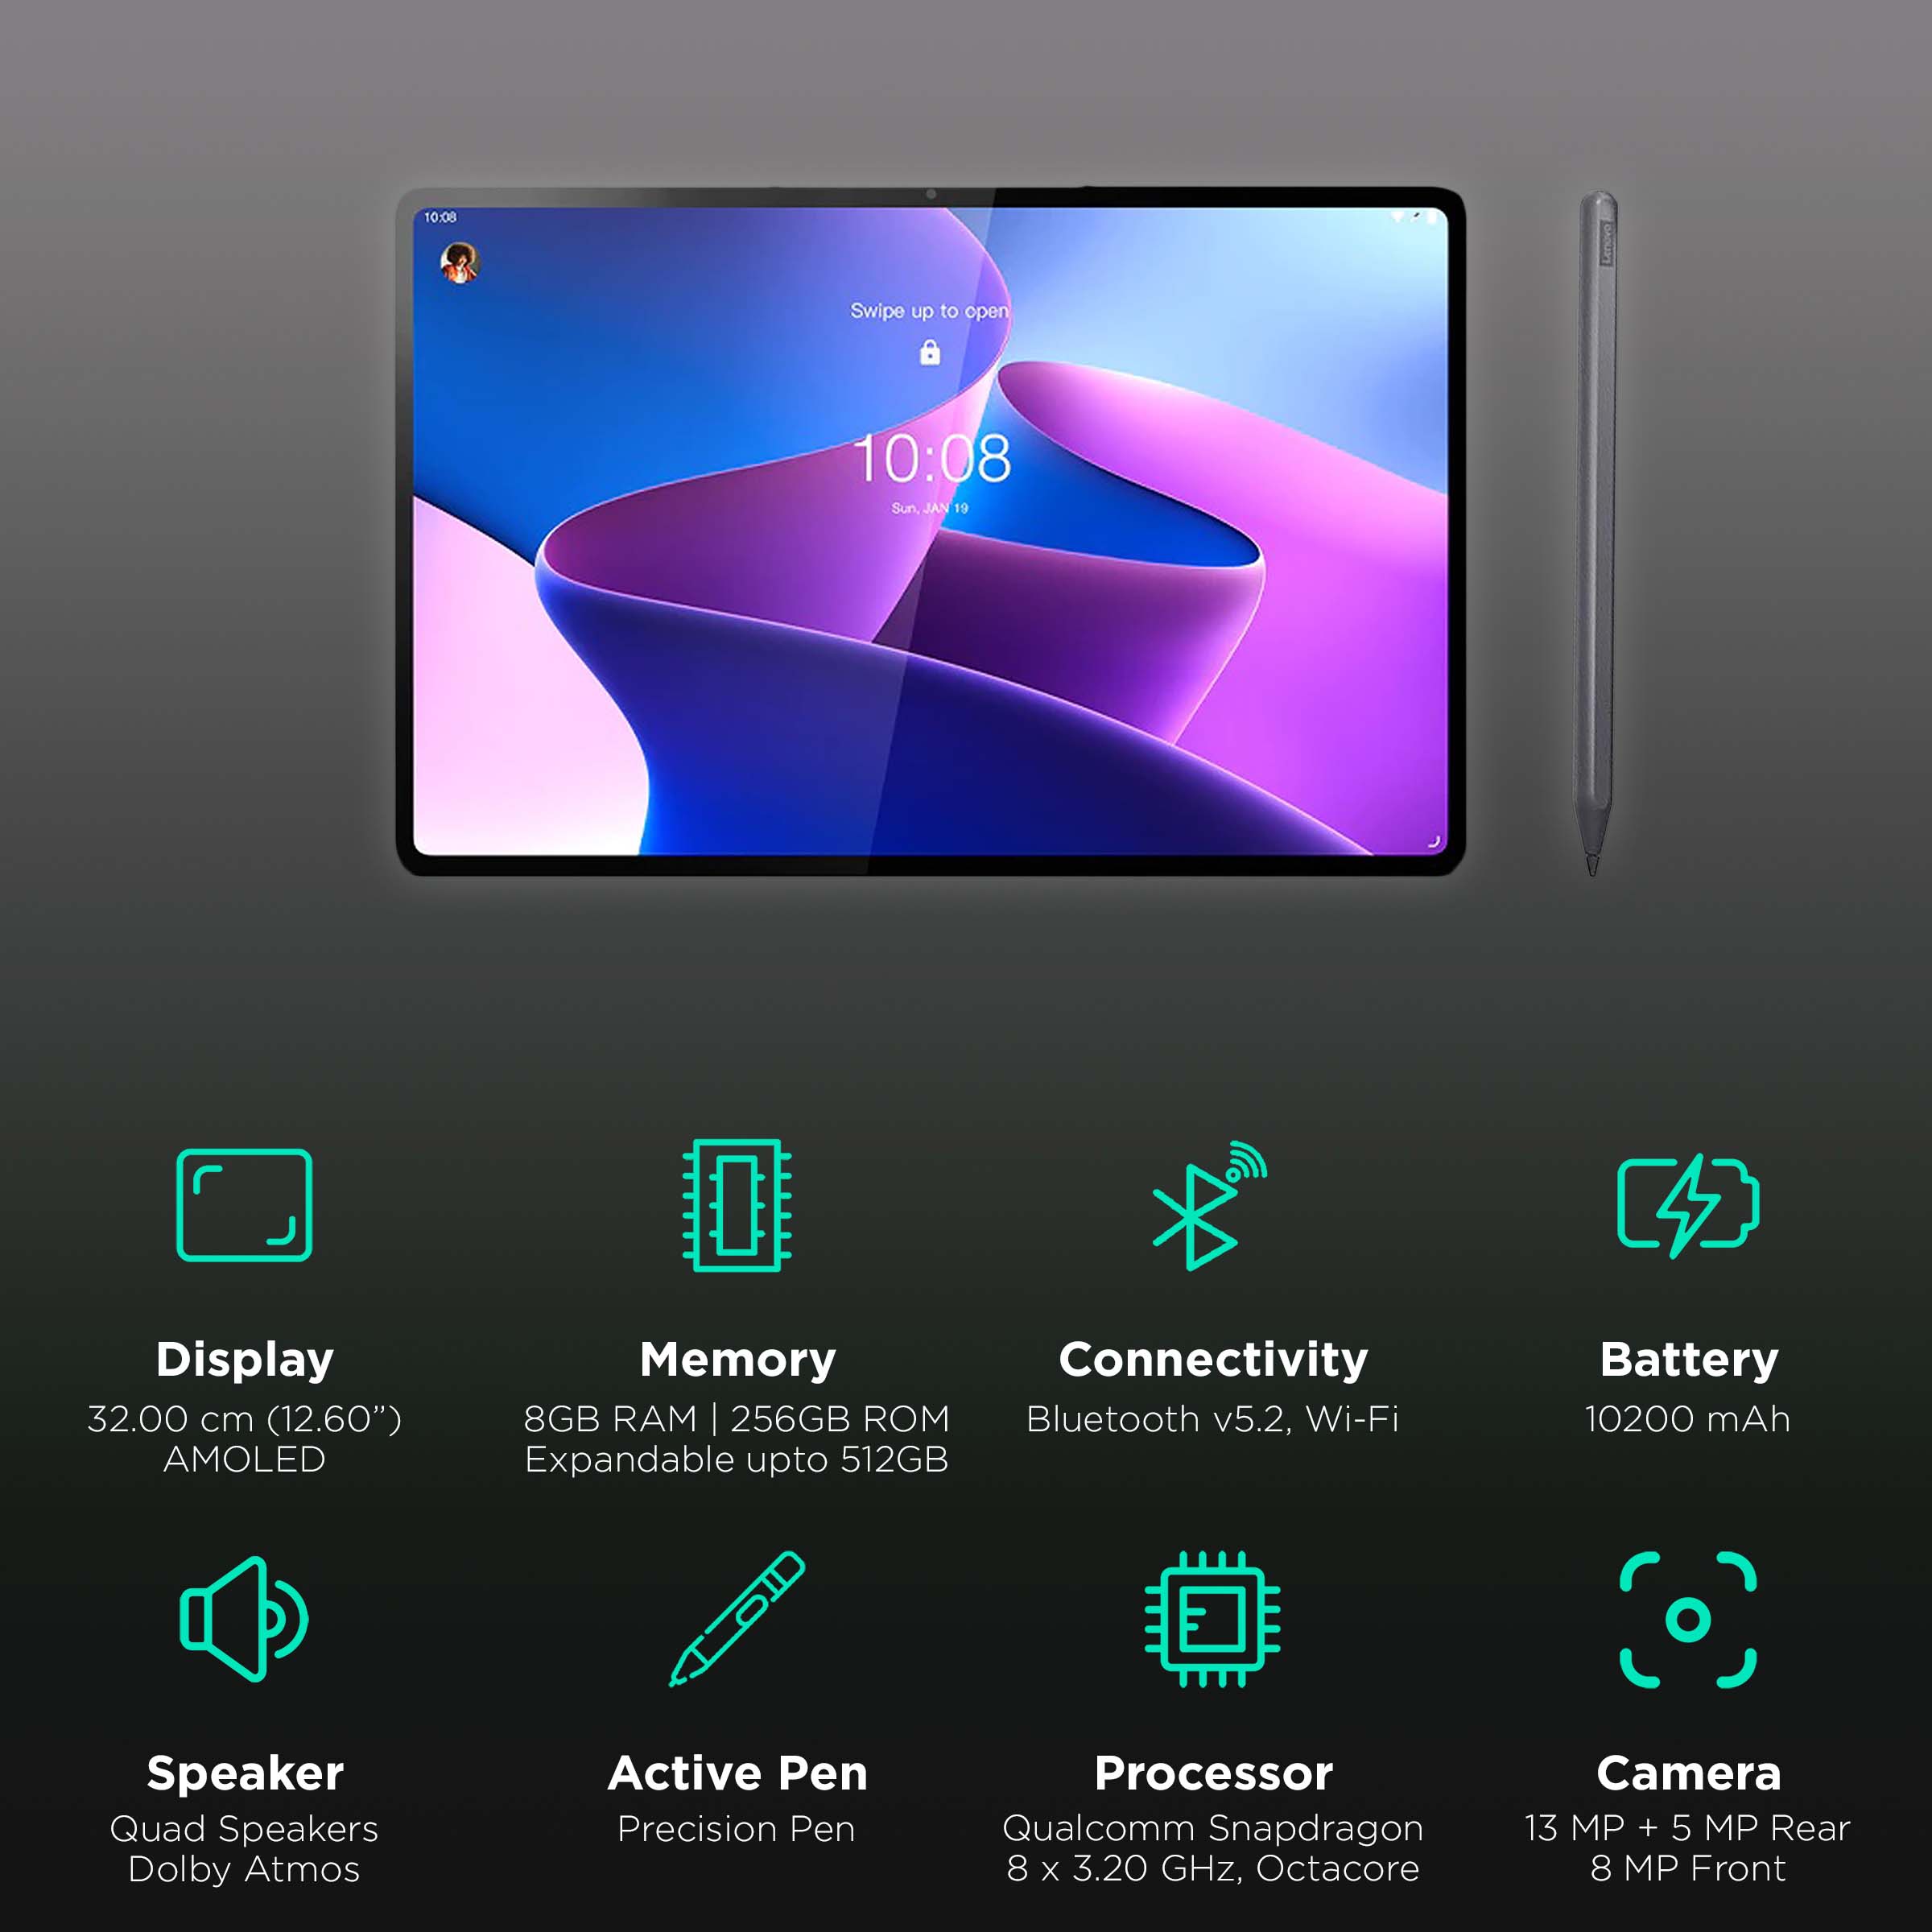 10:08
Lenovo
Swipe up to open
10:08
Sun, JAN 19
Display
32.00 cm (12.60”)
AMOLED
Memory
8GB RAM | 256GB ROM
Expandable upto 512GB
Connectivity
Bluetooth v5.2, Wi-Fi
Battery
10200 mAh
Speaker
Quad Speakers
Dolby Atmos
Active Pen
Precision Pen
Processor
Qualcomm Snapdragon
8 x 3.20 GHz, Octacore
Camera
13 MP + 5 MP Rear
8 MP Front